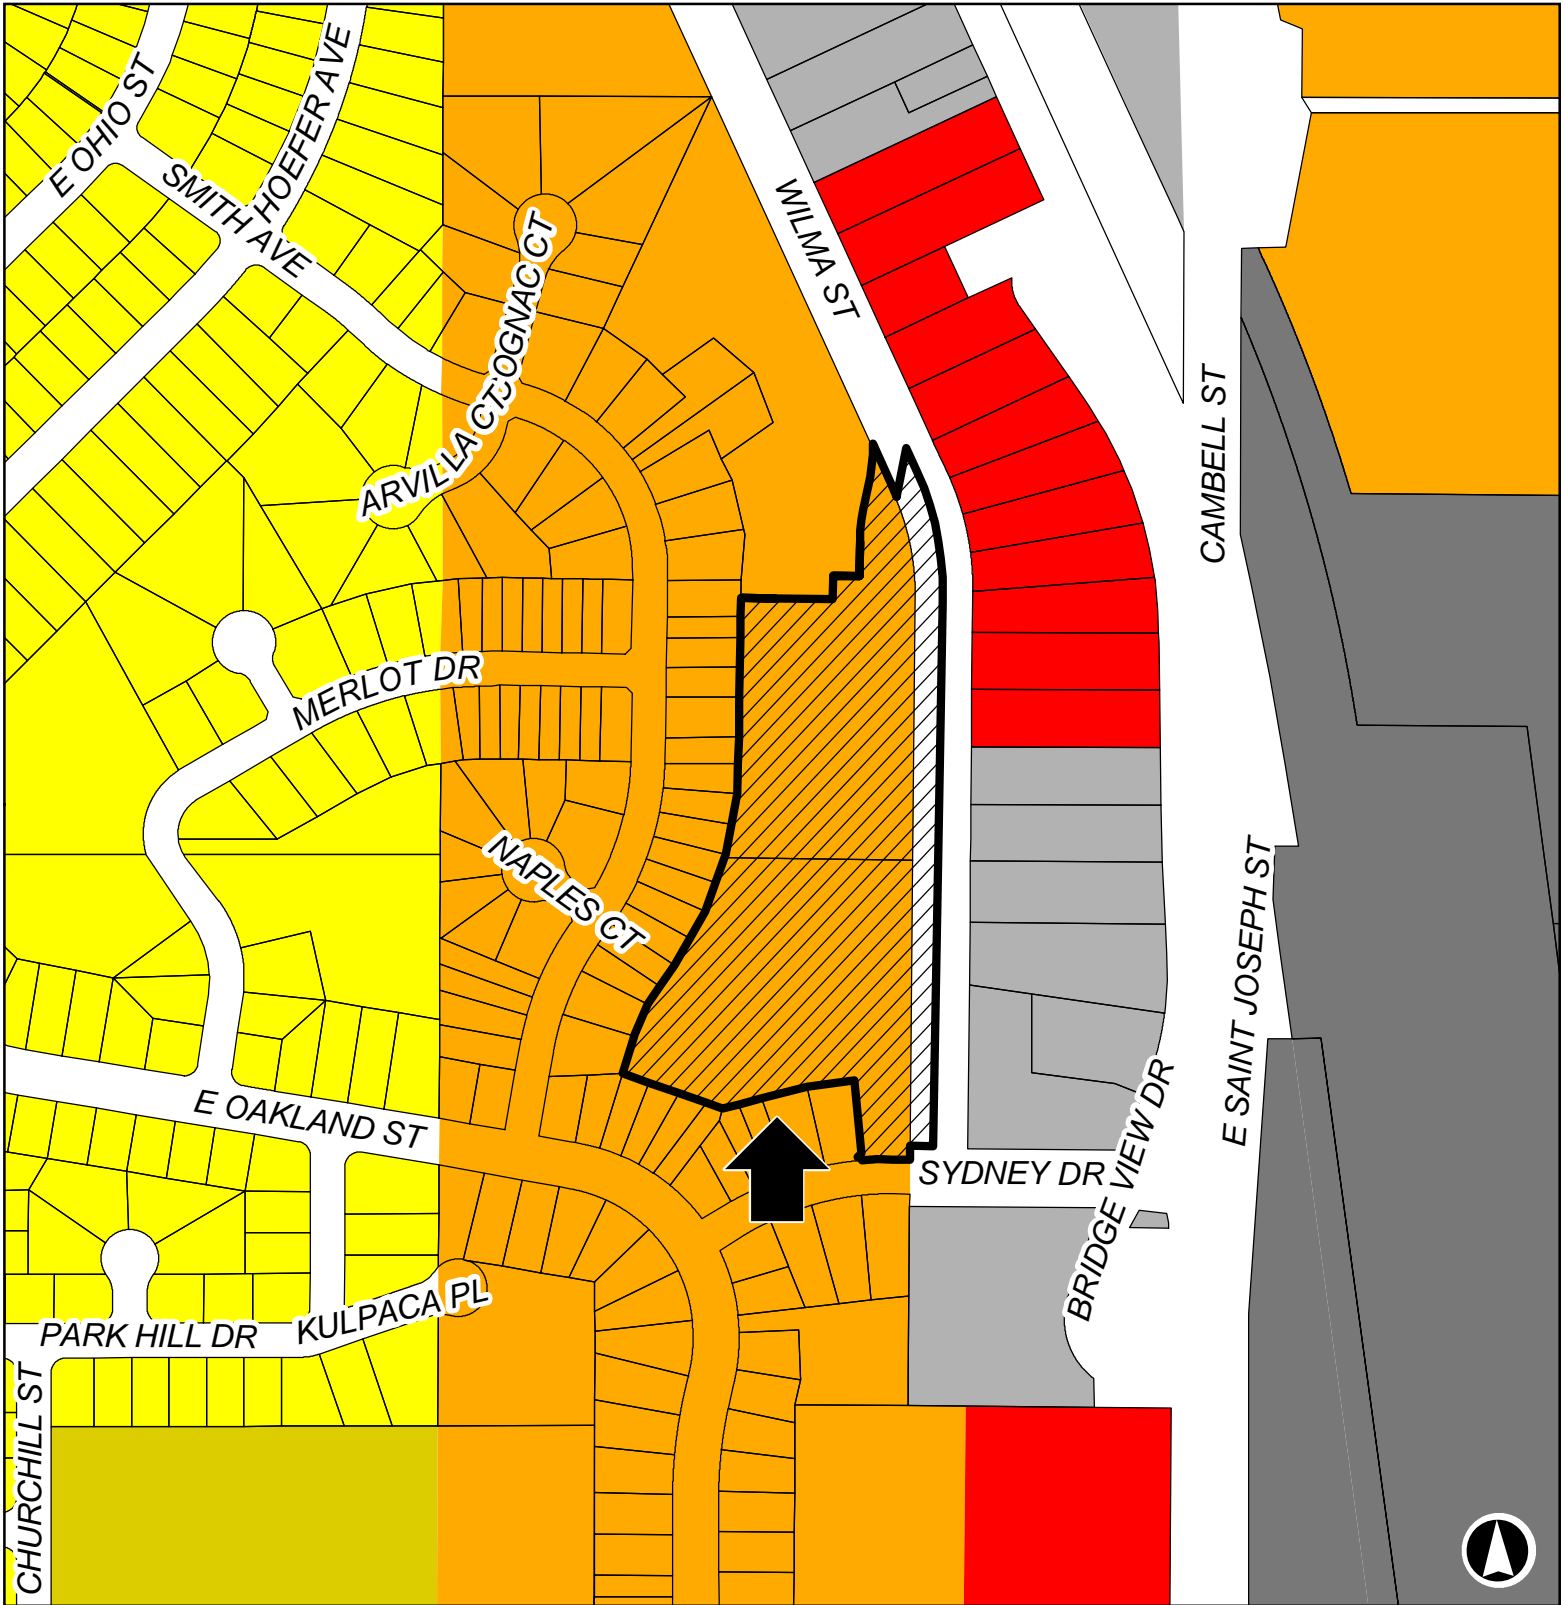 E OHIO ST
HOEFER AVE
SMITH AVE
COGNAC CT
WILMA ST
ARVILLA CT
CAMBELL ST
MERLOT DR
NAPLES CT
E SAINT JOSEPH ST
E OAKLAND ST
SYDNEY DR
BRIDGE VIEW DR
KULPACA PL
PARK HILL DR
CHURCHILL ST